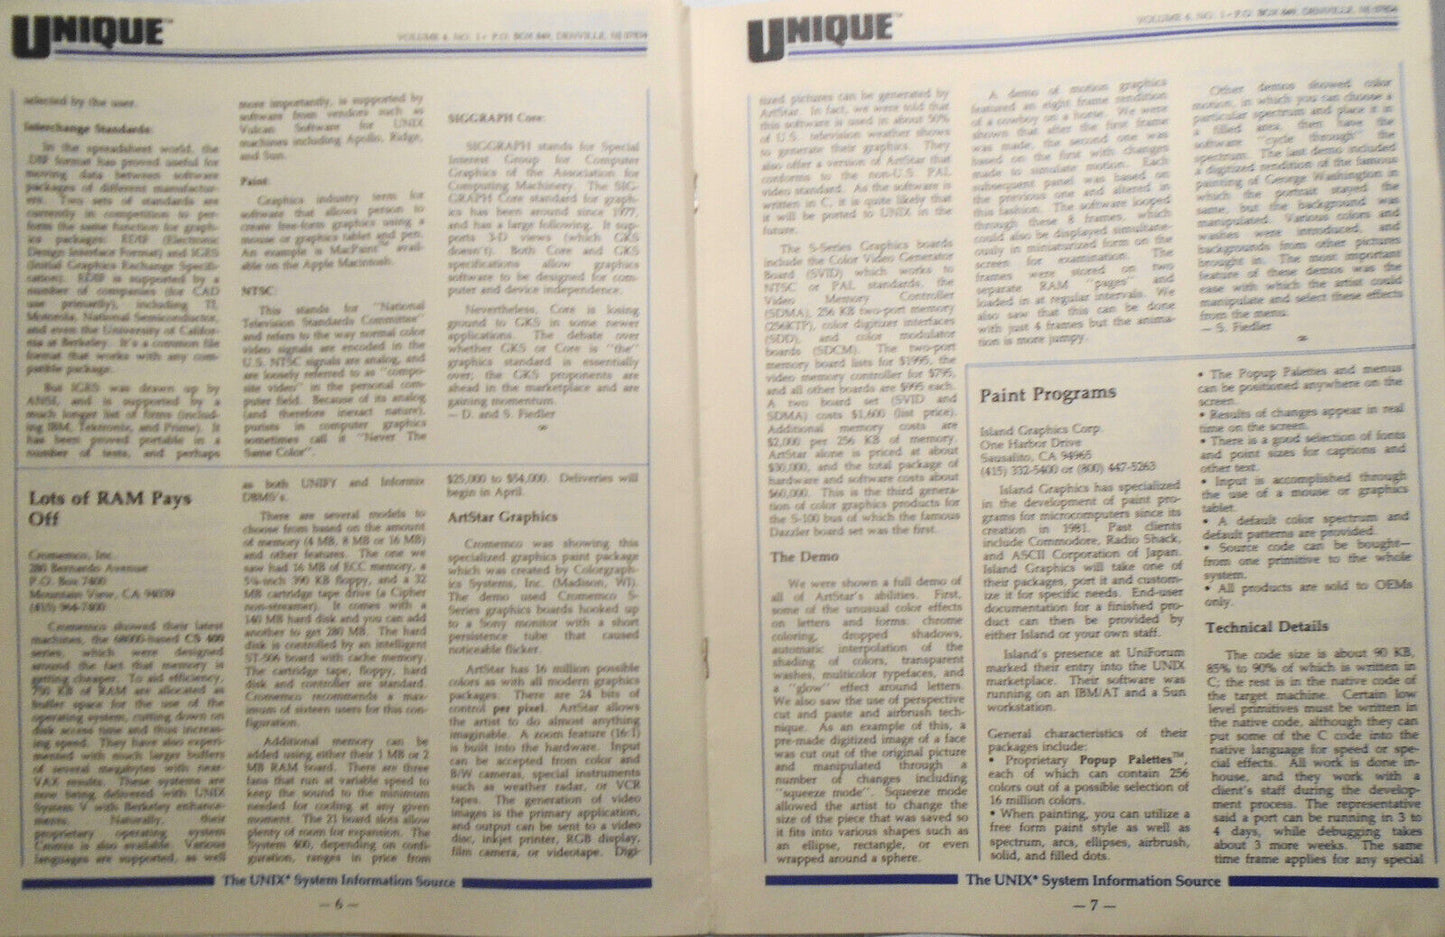 UNIQUE™
VOLUME 4, NO. 1 • P.O. BOX 849, DENVILLE, NJ 07834
selected by the user.
Interchange Standards:
In the spreadsheet world, the
DIF format has proved useful for
moving data between software
packages of different manufactur-
ers. Two sets of standards are
currently in competition to per-
form the same function for graph-
ics packages: EDIF (Electronic
Design Interface Format) and IGES
(Initial Graphics Exchange Specifi-
cation). EDIF is supported by a
number of companies (for CAD
use primarily), including TI,
Motorola, National Semiconductor,
and even the University of Califor-
nia at Berkeley. It's a common file
format that works with any com-
patible package.
But IGES was drawn up by
ANSI, and is supported by a
much longer list of firms (includ-
ing IBM, Tektronix, and Prime). It
has been proved portable in a
number of tests, and perhaps
more importantly, is supported by
software from vendors such as
Vulcan Software for UNIX
machines including Apollo, Ridge,
and Sun.
Paint:
Graphics industry term for
software that allows person to
create free-form graphics using a
mouse or graphics tablet and pen.
An example is MacPaint™ avail-
able on the Apple Macintosh.
NTSC:
This stands for "National
Television Standards Committee"
and refers to the way normal color
video signals are encoded in the
U.S. NTSC signals are analog, and
are loosely referred to as "compo-
site video" in the personal com-
puter field. Because of its analog
(and therefore inexact nature),
purists in computer graphics
sometimes call it "Never The
Same Color".
SIGGRAPH Core:
SIGGRAPH stands for Special
Interest Group for Computer
Graphics of the Association for
Computing Machinery. The SIG-
GRAPH Core standard for graph-
ics has been around since 1977,
and has a large following. It sup-
ports 3-D views (which GKS
doesn't). Both Core and GKS
specifications allow graphics
software to be designed for com-
puter and device independence.
Nevertheless, Core is losing
ground to GKS in some newer
applications. The debate over
whether GKS or Core is "the"
graphics standard is essentially
over; the GKS proponents are
ahead in the marketplace and are
gaining momentum.
— D. and S. Fiedler
∞
Lots of RAM Pays
Off
Cromemco, Inc.
280 Bernardo Avenue
P.O. Box 7400
Mountain View, CA 94039
(415) 964-7400
Cromemco showed their latest
machines, the 68000-based CS 400
series, which were designed
around the fact that memory is
getting cheaper. To aid efficiency,
750 KB of RAM are allocated as
buffer space for the use of the
operating system, cutting down on
disk access time and thus increas-
ing speed. They have also experi-
mented with much larger buffers
of several megabytes with near-
VAX results. These systems are
now being delivered with UNIX
System V with Berkeley enhance-
ments. Naturally, their
proprietary operating system
Cromix is also available. Various
languages are supported, as well
as both UNIFY and Informix
DBMS's.
There are several models to
choose from based on the amount
of memory (4 MB, 8 MB or 16 MB)
and other features. The one we
saw had 16 MB of ECC memory, a
5¼-inch 390 KB floppy, and a 32
MB cartridge tape drive (a Cipher
non-streamer). It comes with a
140 MB hard disk and you can add
another to get 280 MB. The hard
disk is controlled by an intelligent
ST-506 board with cache memory.
The cartridge tape, floppy, hard
disk and controller are standard.
Cromemco recommends a max-
imum of sixteen users for this con-
figuration.
Additional memory can be
added using either their 1 MB or 2
MB RAM board. There are three
fans that run at variable speed to
keep the sound to the minimum
needed for cooling at any given
moment. The 21 board slots allow
plenty of room for expansion. The
System 400, depending on confi-
guration, ranges in price from
$25,000 to $54,000. Deliveries will
begin in April.
ArtStar Graphics
Cromemco was showing this
specialized graphics paint package
which was created by Colorgraph-
ics Systems, Inc. (Madison, WI).
The demo used Cromemco S-
Series graphics boards hooked up
to a Sony monitor with a short
persistence tube that caused
noticeable flicker.
ArtStar has 16 million possible
colors as with all modern graphics
packages. There are 24 bits of
control per pixel. ArtStar allows
the artist to do almost anything
imaginable. A zoom feature (16:1)
is built into the hardware. Input
can be accepted from color and
B/W cameras, special instruments
such as weather radar, or VCR
tapes. The generation of video
images is the primary application,
and output can be sent to a video
disc, inkjet printer, RGB display,
film camera, or videotape. Digi-
The UNIX* System Information Source
— 6 —
UNIQUE™
VOLUME 4, NO. 1 • P.O. BOX 849, DENVILLE, NJ 07834
tized pictures can be generated by
ArtStar. In fact, we were told that
this software is used in about 50%
of U.S. television weather shows
to generate their graphics. They
also offer a version of ArtStar that
conforms to the non-U.S. PAL
video standard. As the software is
written in C, it is quite likely that
it will be ported to UNIX in the
future.
The S-Series Graphics boards
include the Color Video Generator
Board (SVID) which works to
NTSC or PAL standards, the
Video Memory Controller
(SDMA), 256 KB two-port memory
(256KTP), color digitizer interfaces
(SDD), and color modulator
boards (SDCM). The two-port
memory board lists for $1995, the
video memory controller for $795,
and all other boards are $995 each.
A two board set (SVID and
SDMA) costs $1,600 (list price).
Additional memory costs are
$2,000 per 256 KB of memory.
ArtStar alone is priced at about
$30,000, and the total package of
hardware and software costs about
$60,000. This is the third genera-
tion of color graphics products for
the S-100 bus of which the famous
Dazzler board set was the first.
The Demo
We were shown a full demo of
all of ArtStar's abilities. First,
some of the unusual color effects
on letters and forms: chrome
coloring, dropped shadows,
automatic interpolation of the
shading of colors, transparent
washes, multicolor typefaces, and
a "glow" effect around letters.
We also saw the use of perspective
cut and paste and airbrush tech-
nique. As an example of this, a
pre-made digitized image of a face
was cut out of the original picture
and manipulated through a
number of changes including
"squeeze mode". Squeeze mode
allowed the artist to change the
size of the piece that was saved so
it fits into various shapes such as
an ellipse, rectangle, or even
wrapped around a sphere.
A demo of motion graphics
featured an eight frame rendition
of a cowboy on a horse. We were
shown that after the first frame
was made, the second one was
based on the first with changes
made to simulate motion. Each
subsequent panel was based on
the previous one and altered in
this fashion. The software looped
through these 8 frames, which
could also be displayed simultane-
ously in miniaturized form on the
screen for examination. The
frames were stored on two
separate RAM "pages" and
loaded in at regular intervals. We
also saw that this can be done
with just 4 frames but the anima-
tion is more jumpy.
Other demos showed color
motion, in which you can choose a
particular spectrum and place it in
a filled area, then have the
software "cycle through" the
spectrum. The last demo included
a digitized rendition of the famous
painting of George Washington in
which the portrait stayed the
same, but the background was
manipulated. Various colors and
washes were introduced, and
backgrounds from other pictures
brought in. The most important
feature of these demos was the
ease with which the artist could
manipulate and select these effects
from the menu.
— S. Fiedler
∞
Paint Programs
Island Graphics Corp.
One Harbor Drive
Sausalito, CA 94965
(415) 332-5400 or (800) 447-5263
Island Graphics has specialized
in the development of paint pro-
grams for microcomputers since its
creation in 1981. Past clients
include Commodore, Radio Shack,
and ASCII Corporation of Japan.
Island Graphics will take one of
their packages, port it and custom-
ize it for specific needs. End-user
documentation for a finished pro-
duct can then be provided by
either Island or your own staff.
Island's presence at UniForum
marked their entry into the UNIX
marketplace. Their software was
running on an IBM/AT and a Sun
workstation.
General characteristics of their
packages include:
• Proprietary Popup Palettes™,
each of which can contain 256
colors out of a possible selection of
16 million colors.
• When painting, you can utilize a
free form paint style as well as
spectrum, arcs, ellipses, airbrush,
solid, and filled dots.
• The Popup Palettes and menus
can be positioned anywhere on the
screen.
• Results of changes appear in real
time on the screen.
• There is a good selection of fonts
and point sizes for captions and
other text.
• Input is accomplished through
the use of a mouse or graphics
tablet.
• A default color spectrum and
default patterns are provided.
• Source code can be bought—
from one primitive to the whole
system.
• All products are sold to OEMs
only.
Technical Details
The code size is about 90 KB,
85% to 90% of which is written in
C; the rest is in the native code of
the target machine. Certain low
level primitives must be written in
the native code, although they can
put some of the C code into the
native language for speed or spe-
cial effects. All work is done in-
house, and they work with a
client's staff during the develop-
ment process. The representative
said a port can be running in 3 to
4 days, while debugging takes
about 3 more weeks. The same
time frame applies for any special
The UNIX* System Information Source
— 7 —